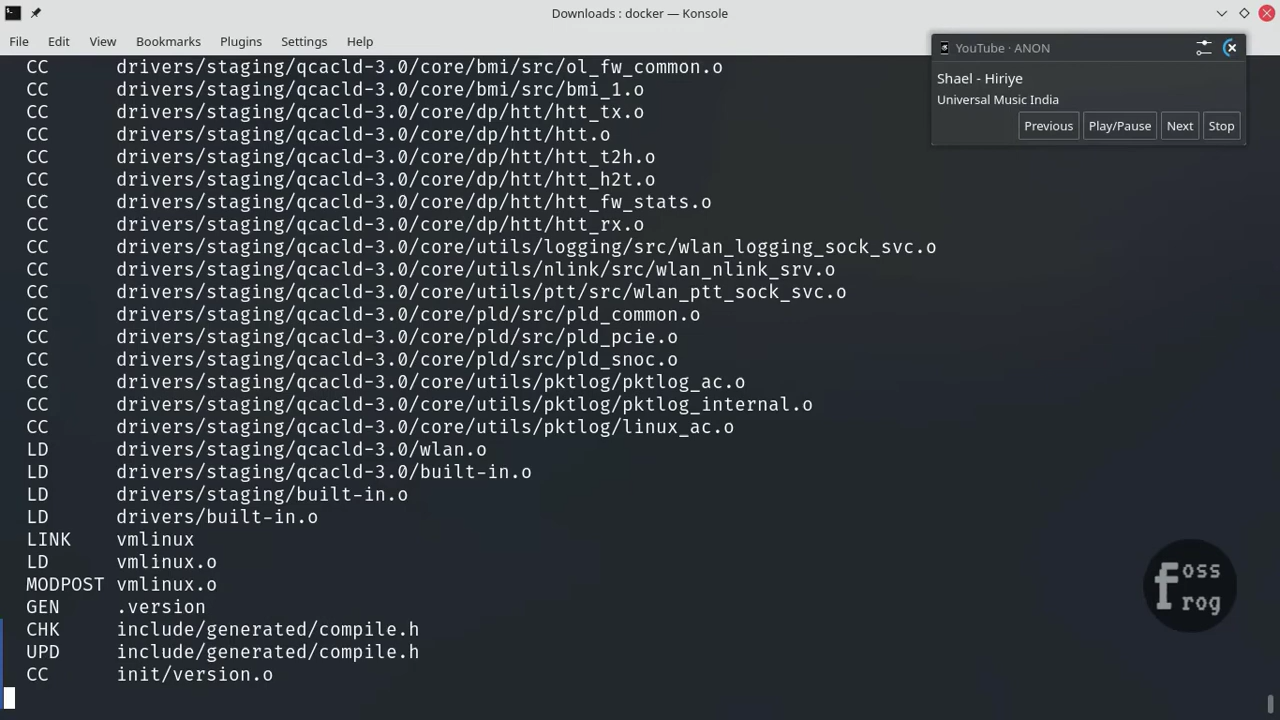 Downloads : docker — Konsole
File Edit View Bookmarks Plugins Settings Help
YouTube · ANON
Shael - Hiriye
Universal Music India
Previous Play/Pause Next Stop
CC drivers/staging/qcacld-3.0/core/bmi/src/ol_fw_common.o
CC drivers/staging/qcacld-3.0/core/bmi/src/bmi_1.o
CC drivers/staging/qcacld-3.0/core/dp/htt/htt_tx.o
CC drivers/staging/qcacld-3.0/core/dp/htt/htt.o
CC drivers/staging/qcacld-3.0/core/dp/htt/htt_t2h.o
CC drivers/staging/qcacld-3.0/core/dp/htt/htt_h2t.o
CC drivers/staging/qcacld-3.0/core/dp/htt/htt_fw_stats.o
CC drivers/staging/qcacld-3.0/core/dp/htt/htt_rx.o
CC drivers/staging/qcacld-3.0/core/utils/logging/src/wlan_logging_sock_svc.o
CC drivers/staging/qcacld-3.0/core/utils/nlink/src/wlan_nlink_srv.o
CC drivers/staging/qcacld-3.0/core/utils/ptt/src/wlan_ptt_sock_svc.o
CC drivers/staging/qcacld-3.0/core/pld/src/pld_common.o
CC drivers/staging/qcacld-3.0/core/pld/src/pld_pcie.o
CC drivers/staging/qcacld-3.0/core/pld/src/pld_snoc.o
CC drivers/staging/qcacld-3.0/core/utils/pktlog/pktlog_ac.o
CC drivers/staging/qcacld-3.0/core/utils/pktlog/pktlog_internal.o
CC drivers/staging/qcacld-3.0/core/utils/pktlog/linux_ac.o
LD drivers/staging/qcacld-3.0/wlan.o
LD drivers/staging/qcacld-3.0/built-in.o
LD drivers/staging/built-in.o
LD drivers/built-in.o
LINK vmlinux
LD vmlinux.o
MODPOST vmlinux.o
GEN .version
CHK include/generated/compile.h
UPD include/generated/compile.h
CC init/version.o
foss
frog